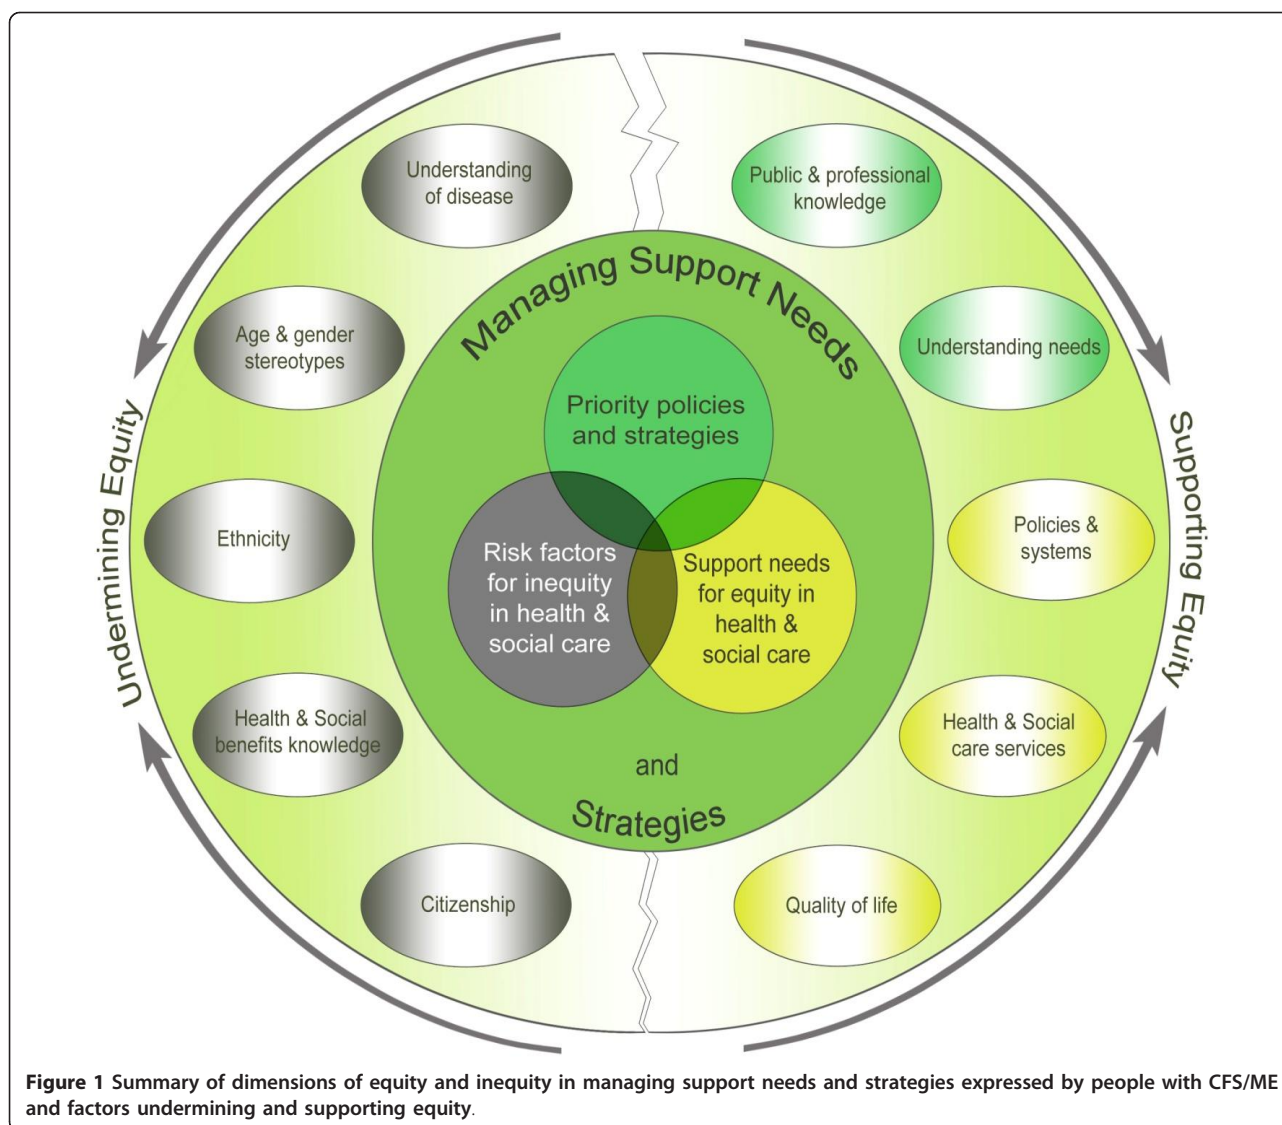 Understanding
of disease
Public & professional
knowledge
Managing Support Needs
Age & gender
stereotypes
Understanding needs
Priority policies
and strategies
Undermining Equity
Supporting Equity
Ethnicity
Policies &
systems
Risk factors
for inequity
in health &
social care
Support needs
for equity in
health &
social care
Health & Social
benefits knowledge
Health & Social
care services
and
Strategies
Citizenship
Quality of life
Figure 1 Summary of dimensions of equity and inequity in managing support needs and strategies expressed by people with CFS/ME
and factors undermining and supporting equity.